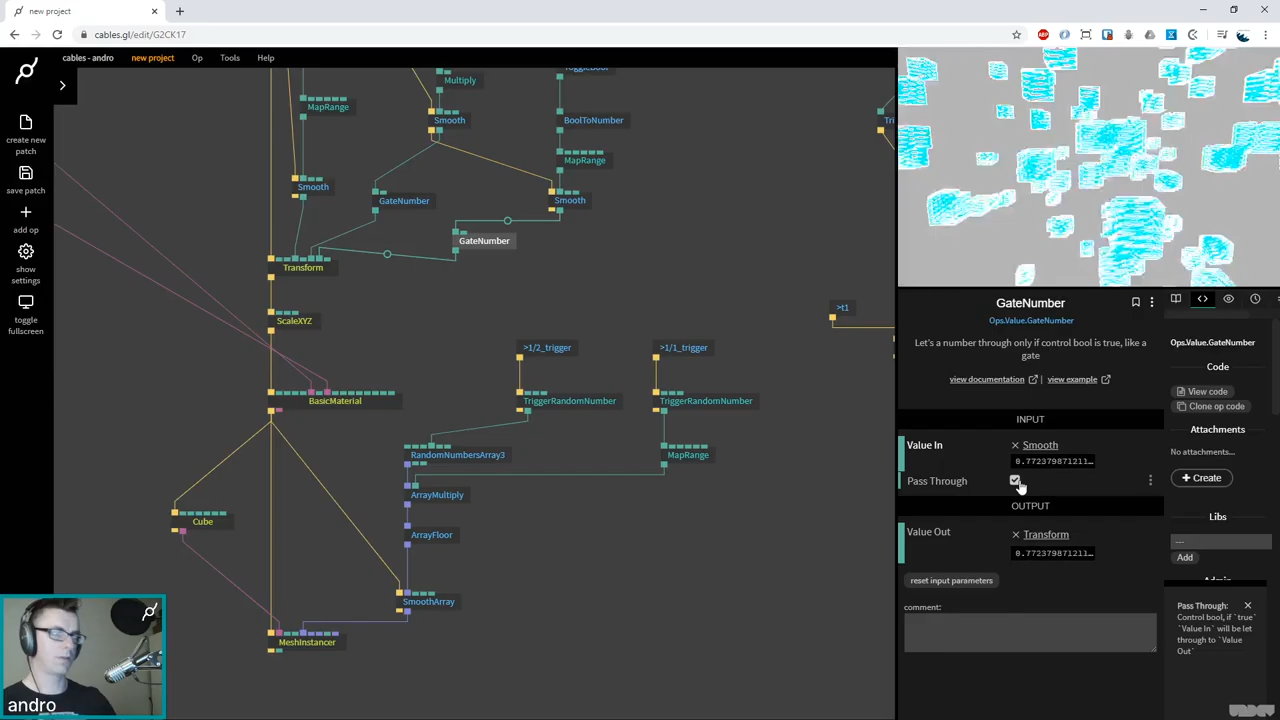 new project
cables.gl/edit/G2CK17
cables - andro
new project
Op
Tools
Help
create new
patch
save patch
add op
show
settings
toggle
fullscreen
Multiply
MapRange
Smooth
BoolToNumber
MapRange
Smooth
GateNumber
Smooth
GateNumber
Transform
ScaleXYZ
>t1
>1/2_trigger
>1/1_trigger
BasicMaterial
TriggerRandomNumber
TriggerRandomNumber
RandomNumbersArray3
MapRange
ArrayMultiply
Cube
ArrayFloor
SmoothArray
MeshInstancer
GateNumber
Ops.Value.GateNumber
Let's a number through only if control bool is true, like a
gate
view documentation
view example
INPUT
Value In
Smooth
0.772379871211…
Pass Through
OUTPUT
Value Out
Transform
0.772379871211…
reset input parameters
comment:
Ops.Value.GateNumber
Code
View code
Clone op code
Attachments
No attachments...
+ Create
Libs
Add
Pass Through:
Control bool, if `true`
`Value In` will be let
through to `Value
Out`
andro